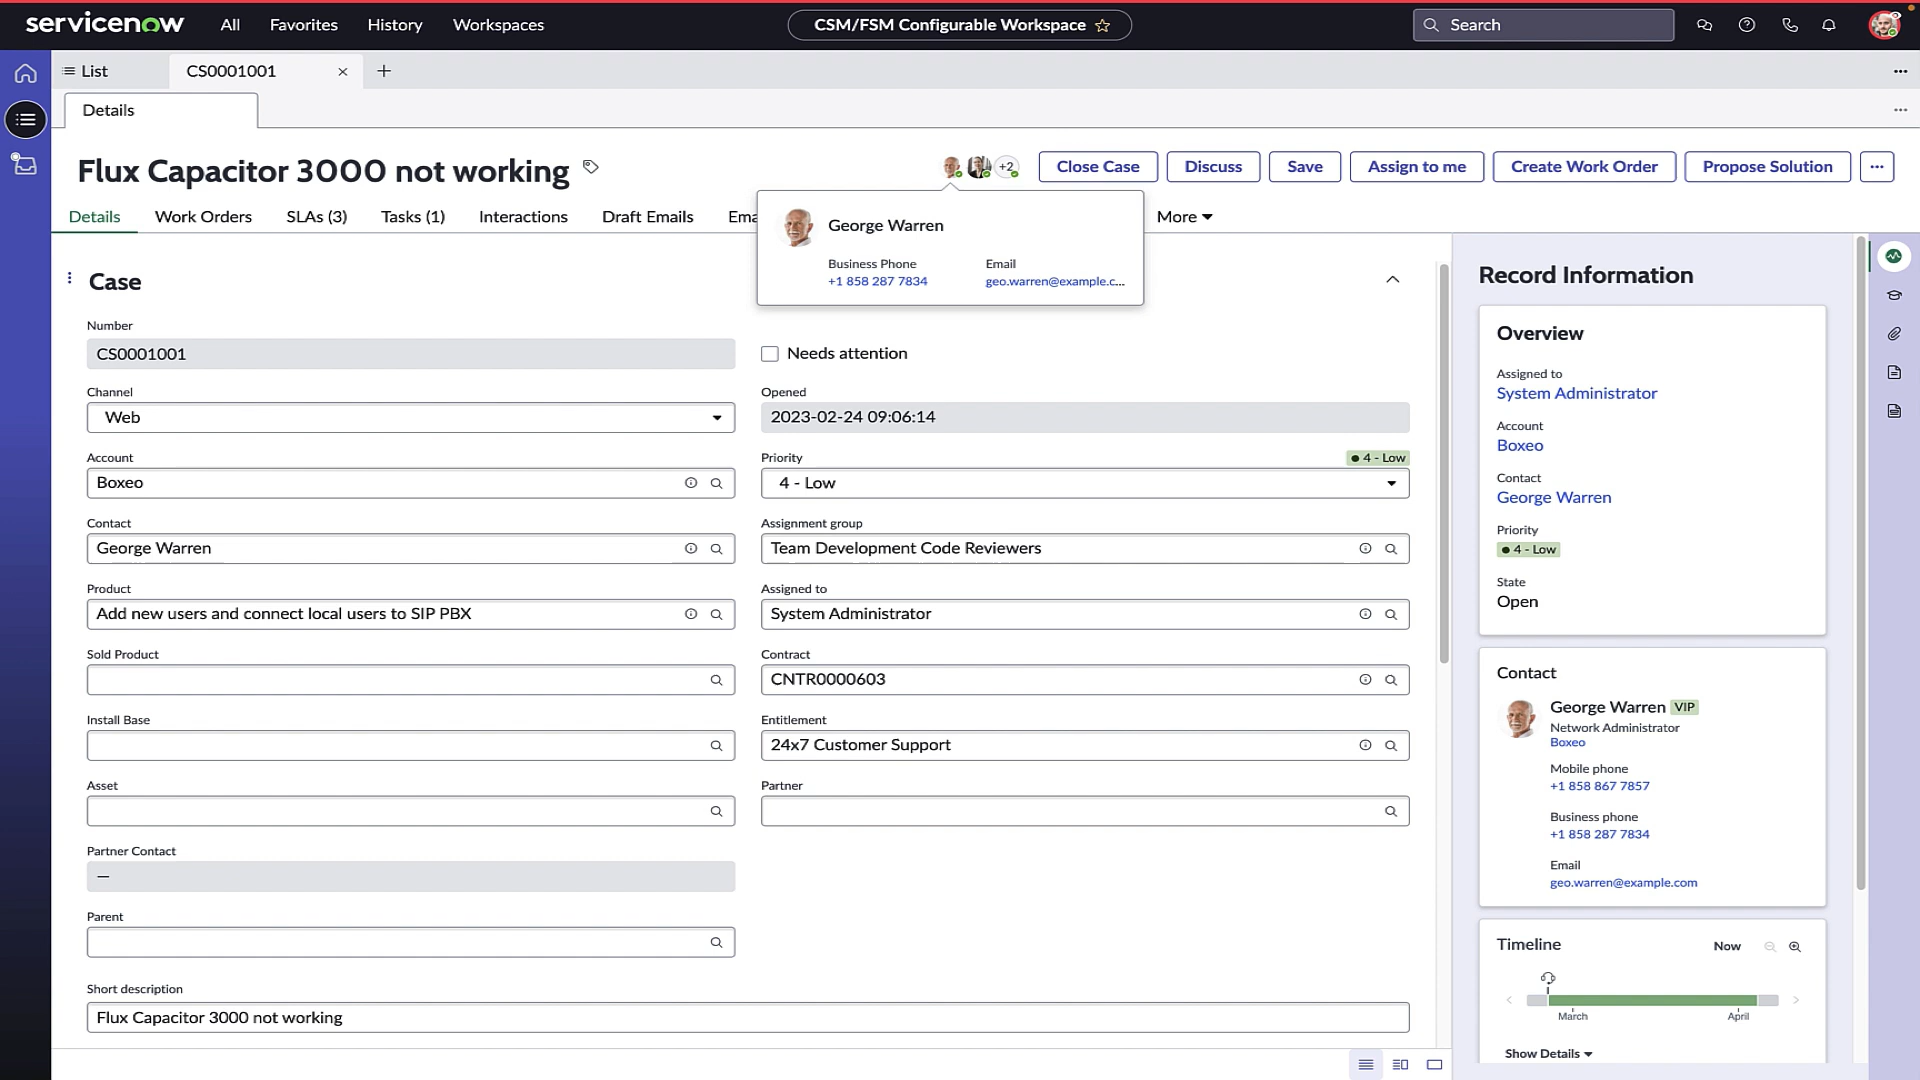 servicenow
All Favorites History Workspaces
CSM/FSM Configurable Workspace
Search
List
CS0001001
Details
Flux Capacitor 3000 not working
+2
Close Case
Discuss
Save
Assign to me
Create Work Order
Propose Solution
Details
Work Orders
SLAs (3)
Tasks (1)
Interactions
Draft Emails
Ema
More
George Warren
Business Phone
+1 858 287 7834
Email
geo.warren@example.c...
Case
Number
CS0001001
Needs attention
Channel
Web
Opened
2023-02-24 09:06:14
Account
Boxeo
Priority
4 - Low
4 - Low
Contact
George Warren
Assignment group
Team Development Code Reviewers
Product
Add new users and connect local users to SIP PBX
Assigned to
System Administrator
Sold Product
Contract
CNTR0000603
Install Base
Entitlement
24x7 Customer Support
Asset
Partner
Partner Contact
—
Parent
Short description
Flux Capacitor 3000 not working
Record Information
Overview
Assigned to
System Administrator
Account
Boxeo
Contact
George Warren
Priority
4 - Low
State
Open
Contact
George Warren VIP
Network Administrator
Boxeo
Mobile phone
+1 858 867 7857
Business phone
+1 858 287 7834
Email
geo.warren@example.com
Timeline
Now
March
April
Show Details